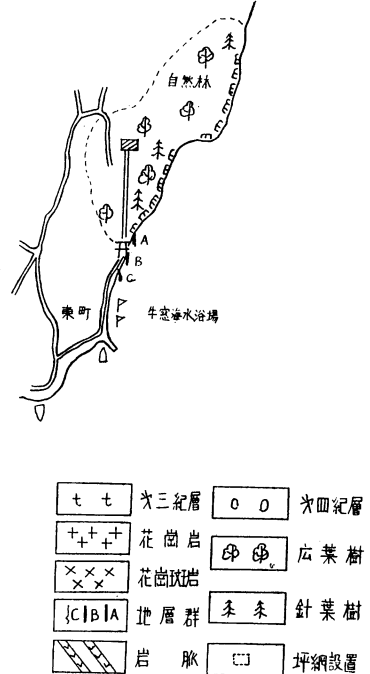 自然林
A
B
C
東町
牛窓海水浴場
t t 才三紀層
O O 才四紀層
花崗岩
広葉樹
花崗斑岩
{C|B|A 地層群
針葉樹
岩脈
坪網設置